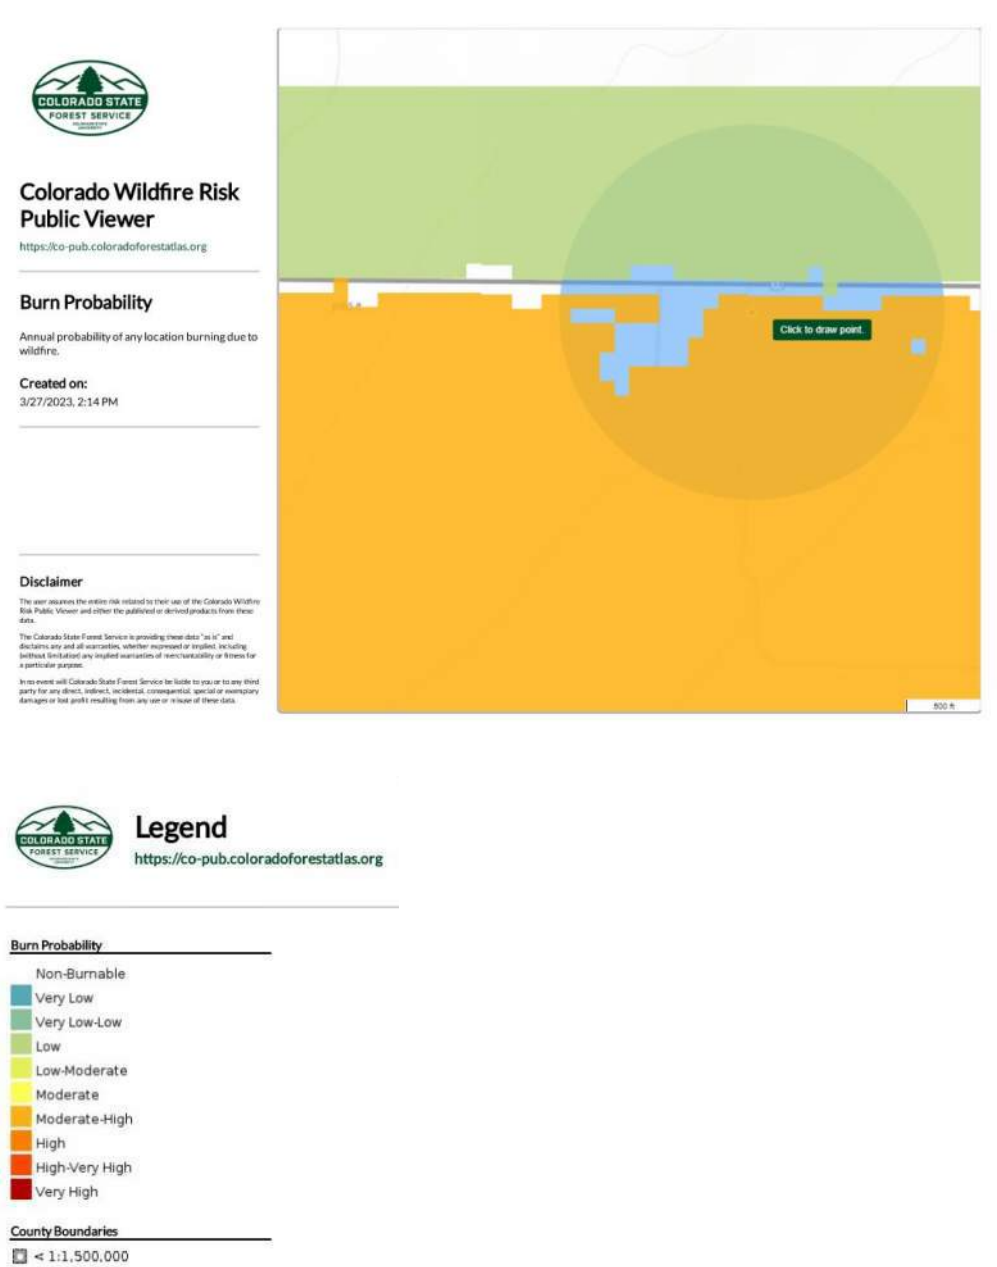 COLORADO STATE
FOREST SERVICE
Colorado Wildfire Risk
Public Viewer
https://co-pub.coloradoforestatlas.org
Burn Probability
Annual probability of any location burning due to
wildfire.
Created on:
3/27/2023, 2:14 PM
Disclaimer
The user assumes the entire risk related to their use of the Colorado Wildfire
Risk Public Viewer and either the published or derived products from these
data.
The Colorado State Forest Service is providing these data "as is" and
disclaims any and all warranties, whether expressed or implied, including
(without limitation) any implied warranties of merchantability or fitness for
a particular purpose.
In no event will Colorado State Forest Service be liable to you or to any third
party for any direct, indirect, incidental, consequential, special or exemplary
damages or lost profit resulting from any use or misuse of these data.
Click to draw point.
COLORADO STATE
FOREST SERVICE
Legend
https://co-pub.coloradoforestatlas.org
Burn Probability
Non-Burnable
Very Low
Very Low-Low
Low
Low-Moderate
Moderate
Moderate-High
High
High-Very High
Very High
County Boundaries
< 1:1,500,000